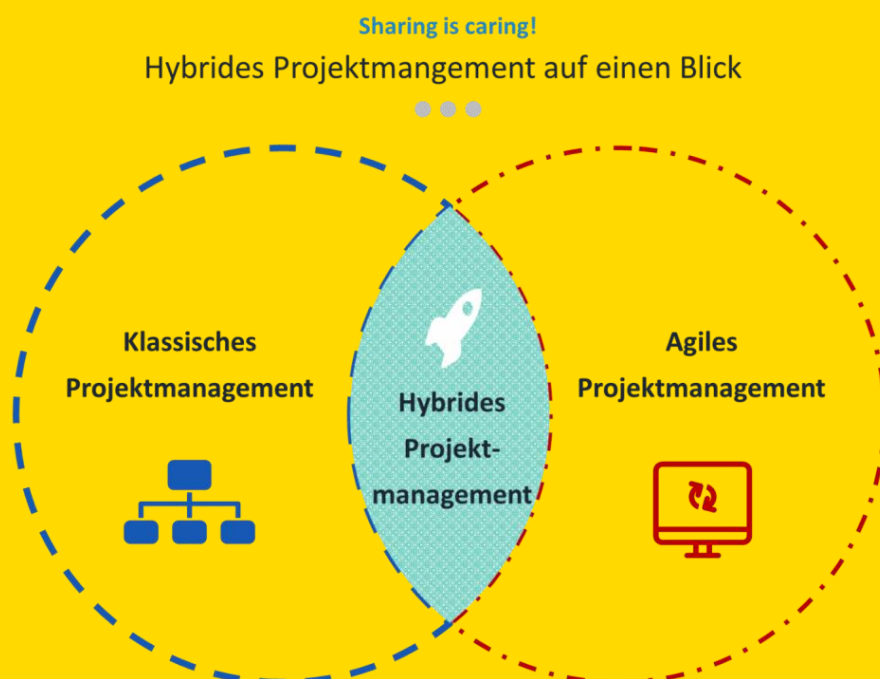 Sharing is caring!
Hybrides Projektmangement auf einen Blick
Klassisches
Projektmanagement
Hybrides
Projekt-
management
Agiles
Projektmanagement